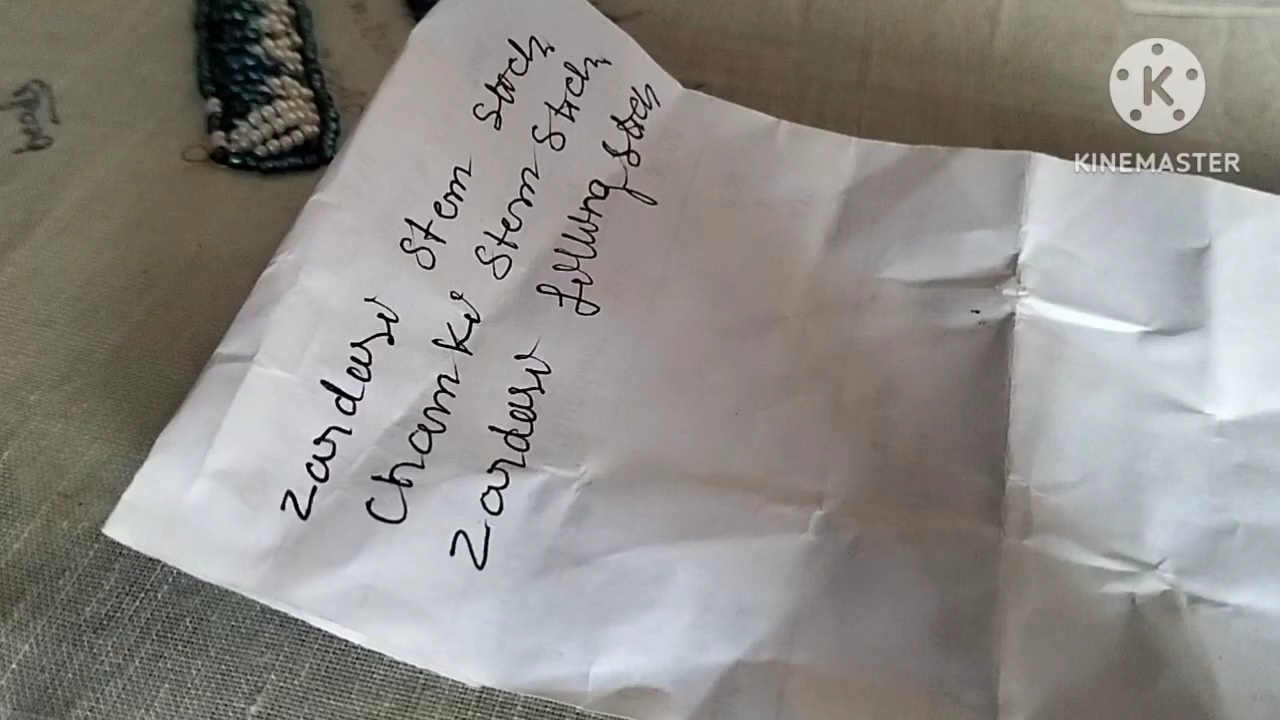 zardosi stem stich
Chamki stem stich
Zardosi filling stich
KINEMASTER